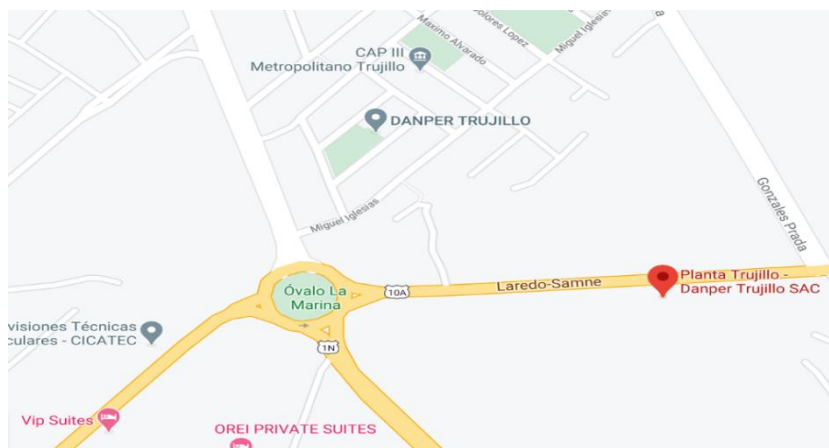 Dolores Lopez
Maximo Alvarado
Miguel Iglesias
CAP III
Metropolitano Trujillo
DANPER TRUJILLO
Gonzales Prada
Miguel Iglesias
Planta Trujillo -
Danper Trujillo SAC
Laredo-Samne
10A
Óvalo La
Marina
visiones Técnicas
culares - CICATEC
1N
Vip Suites
OREI PRIVATE SUITES